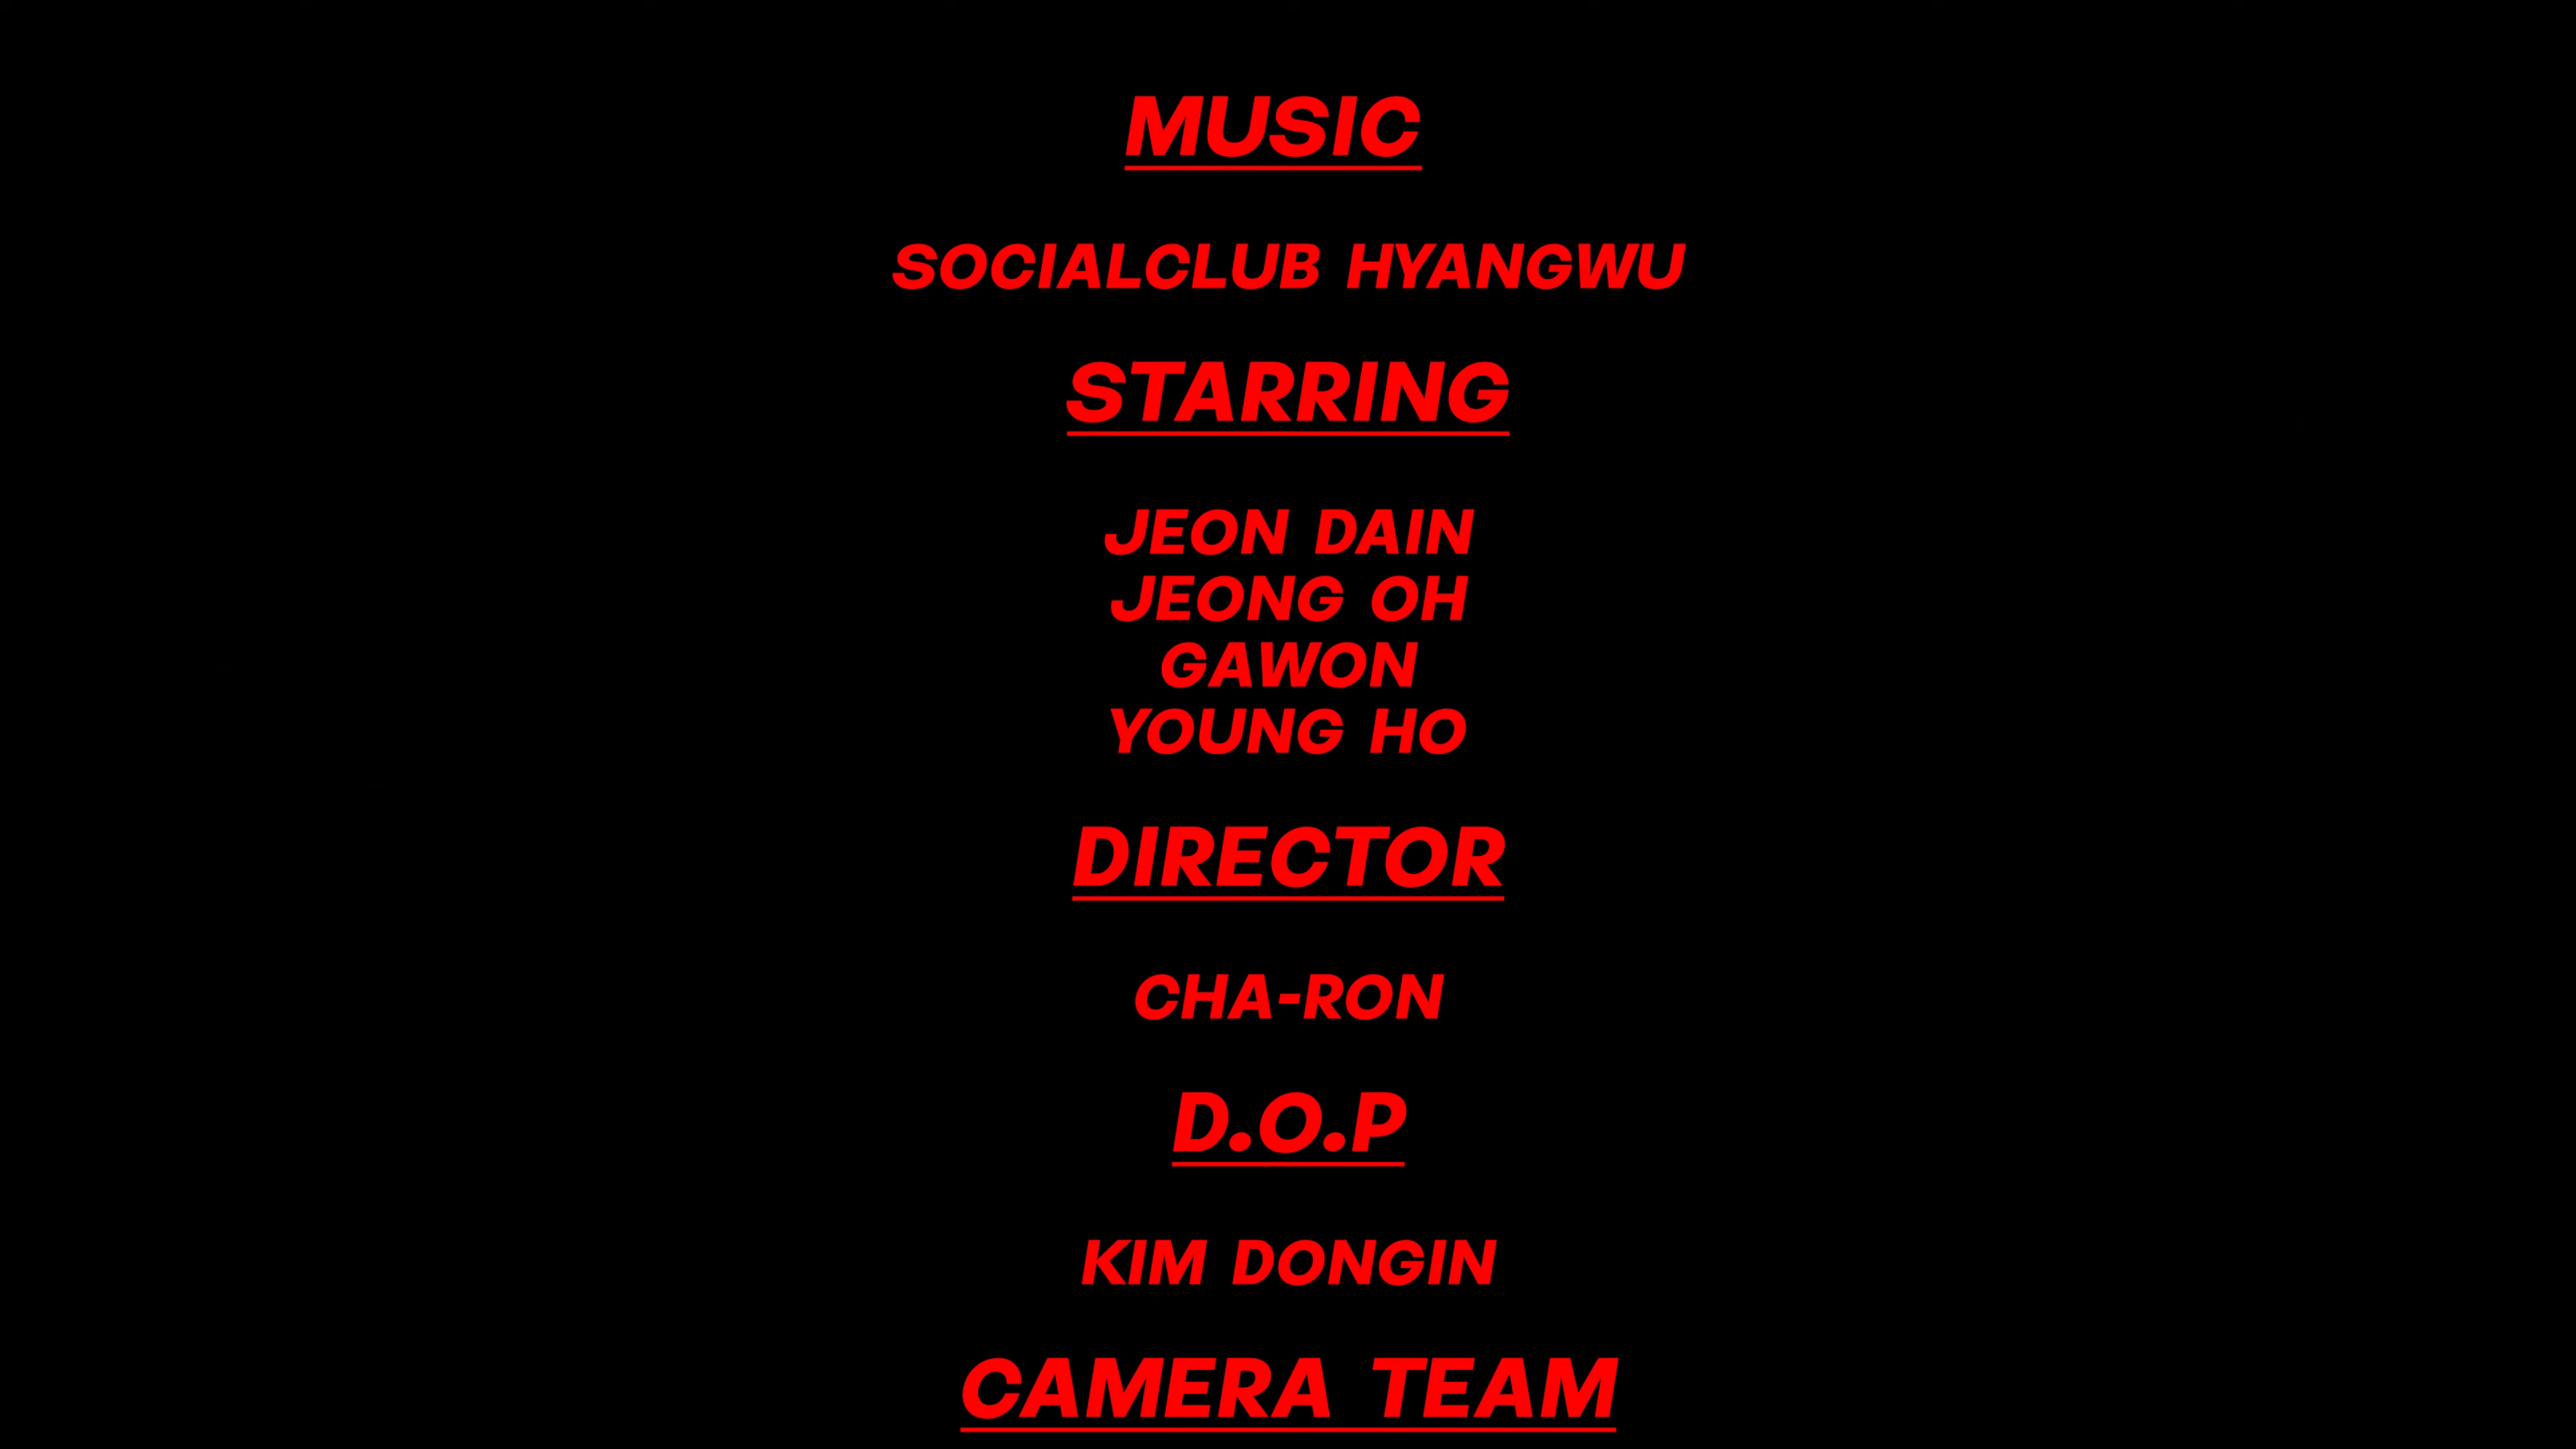 MUSIC
SOCIALCLUB HYANGWU
STARRING
JEON DAIN
JEONG OH
GAWON
YOUNG HO
DIRECTOR
CHA-RON
D.O.P
KIM DONGIN
CAMERA TEAM